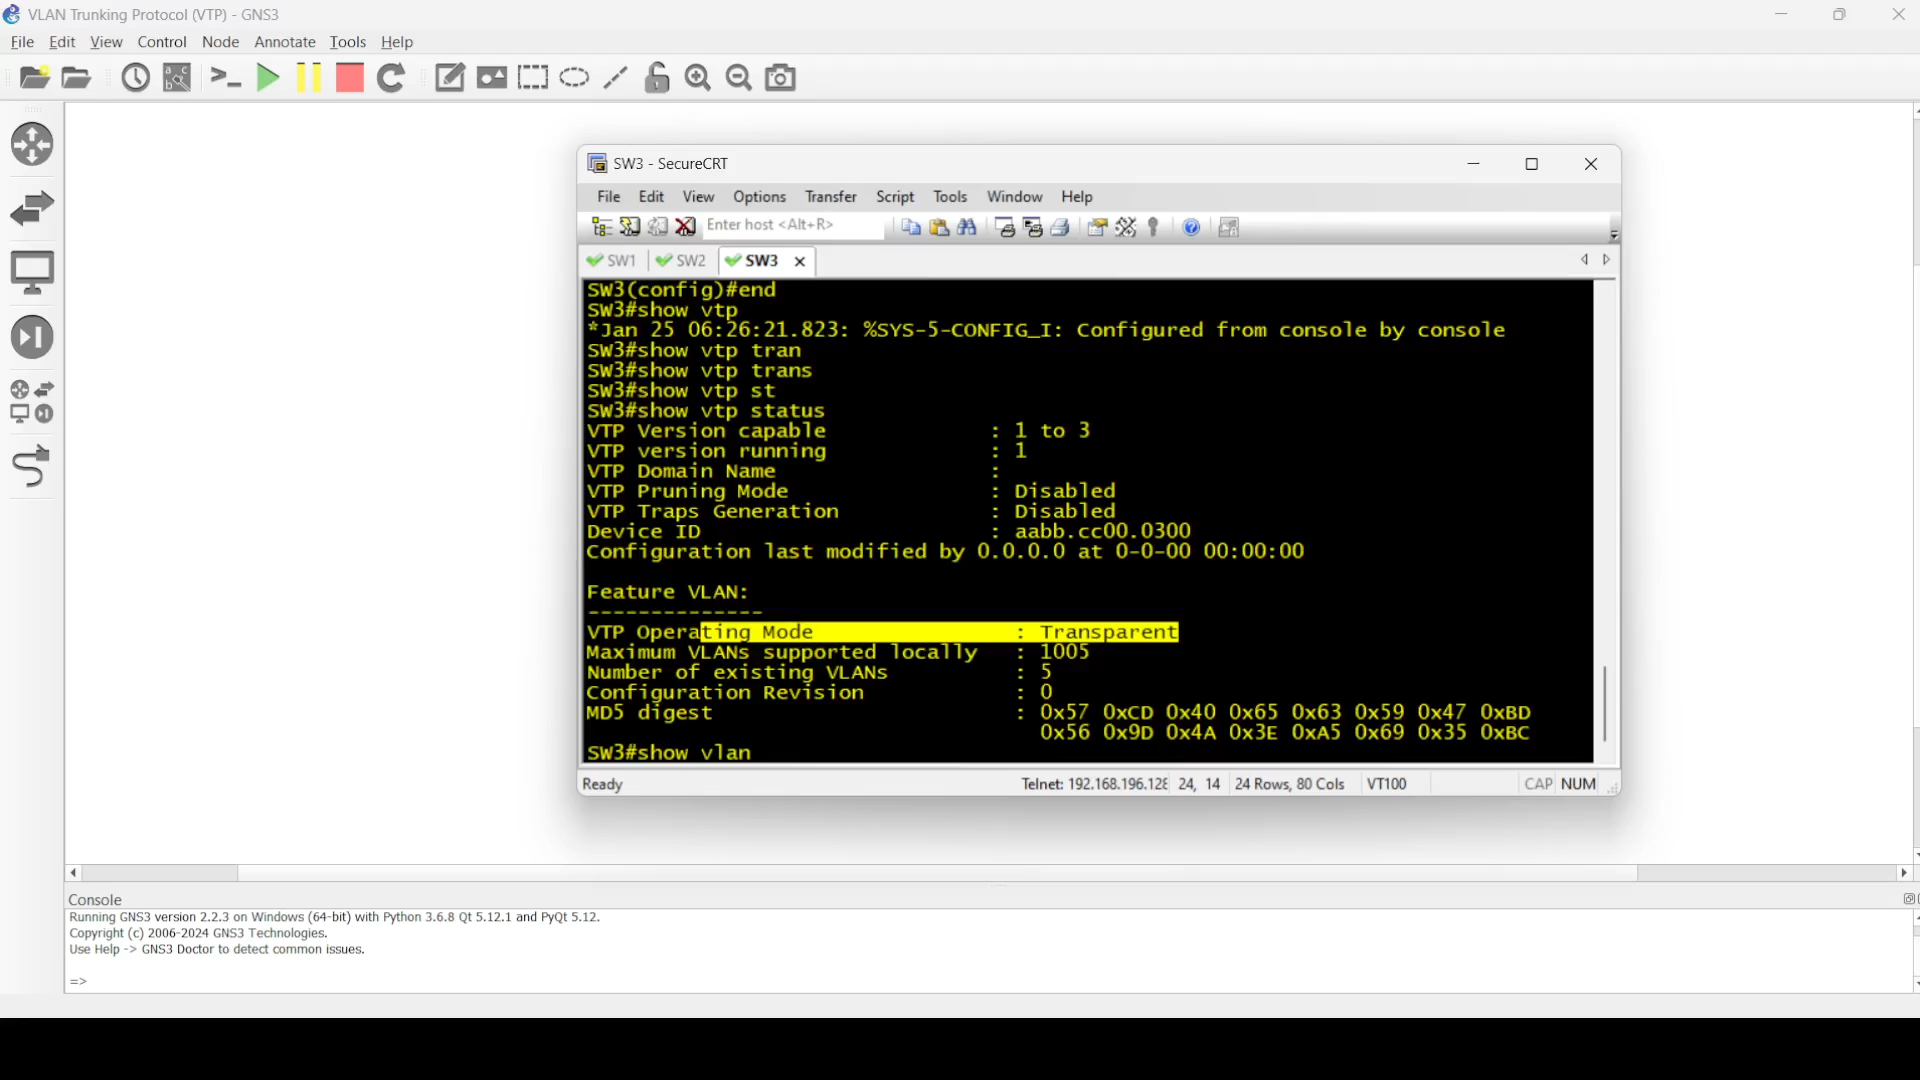 VLAN Trunking Protocol (VTP) - GNS3
File Edit View Control Node Annotate Tools Help
SW3 - SecureCRT
File Edit View Options Transfer Script Tools Window Help
Enter host <Alt+R>
SW1 SW2 SW3
SW3(config)#end
SW3#show vtp
*Jan 25 06:26:21.823: %SYS-5-CONFIG_I: Configured from console by console
SW3#show vtp tran
SW3#show vtp trans
SW3#show vtp st
SW3#show vtp status
VTP Version capable : 1 to 3
VTP version running : 1
VTP Domain Name :
VTP Pruning Mode : Disabled
VTP Traps Generation : Disabled
Device ID : aabb.cc00.0300
Configuration last modified by 0.0.0.0 at 0-0-00 00:00:00
Feature VLAN:
--------------
VTP Operating Mode : Transparent
Maximum VLANs supported locally : 1005
Number of existing VLANs : 5
Configuration Revision : 0
MD5 digest : 0x57 0xCD 0x40 0x65 0x63 0x59 0x47 0xBD
0x56 0x9D 0x4A 0x3E 0xA5 0x69 0x35 0xBC
SW3#show vlan
Ready Telnet: 192.168.196.128 24, 14 24 Rows, 80 Cols VT100 CAP NUM
Console
Running GNS3 version 2.2.3 on Windows (64-bit) with Python 3.6.8 Qt 5.12.1 and PyQt 5.12.
Copyright (c) 2006-2024 GNS3 Technologies.
Use Help -> GNS3 Doctor to detect common issues.
=>